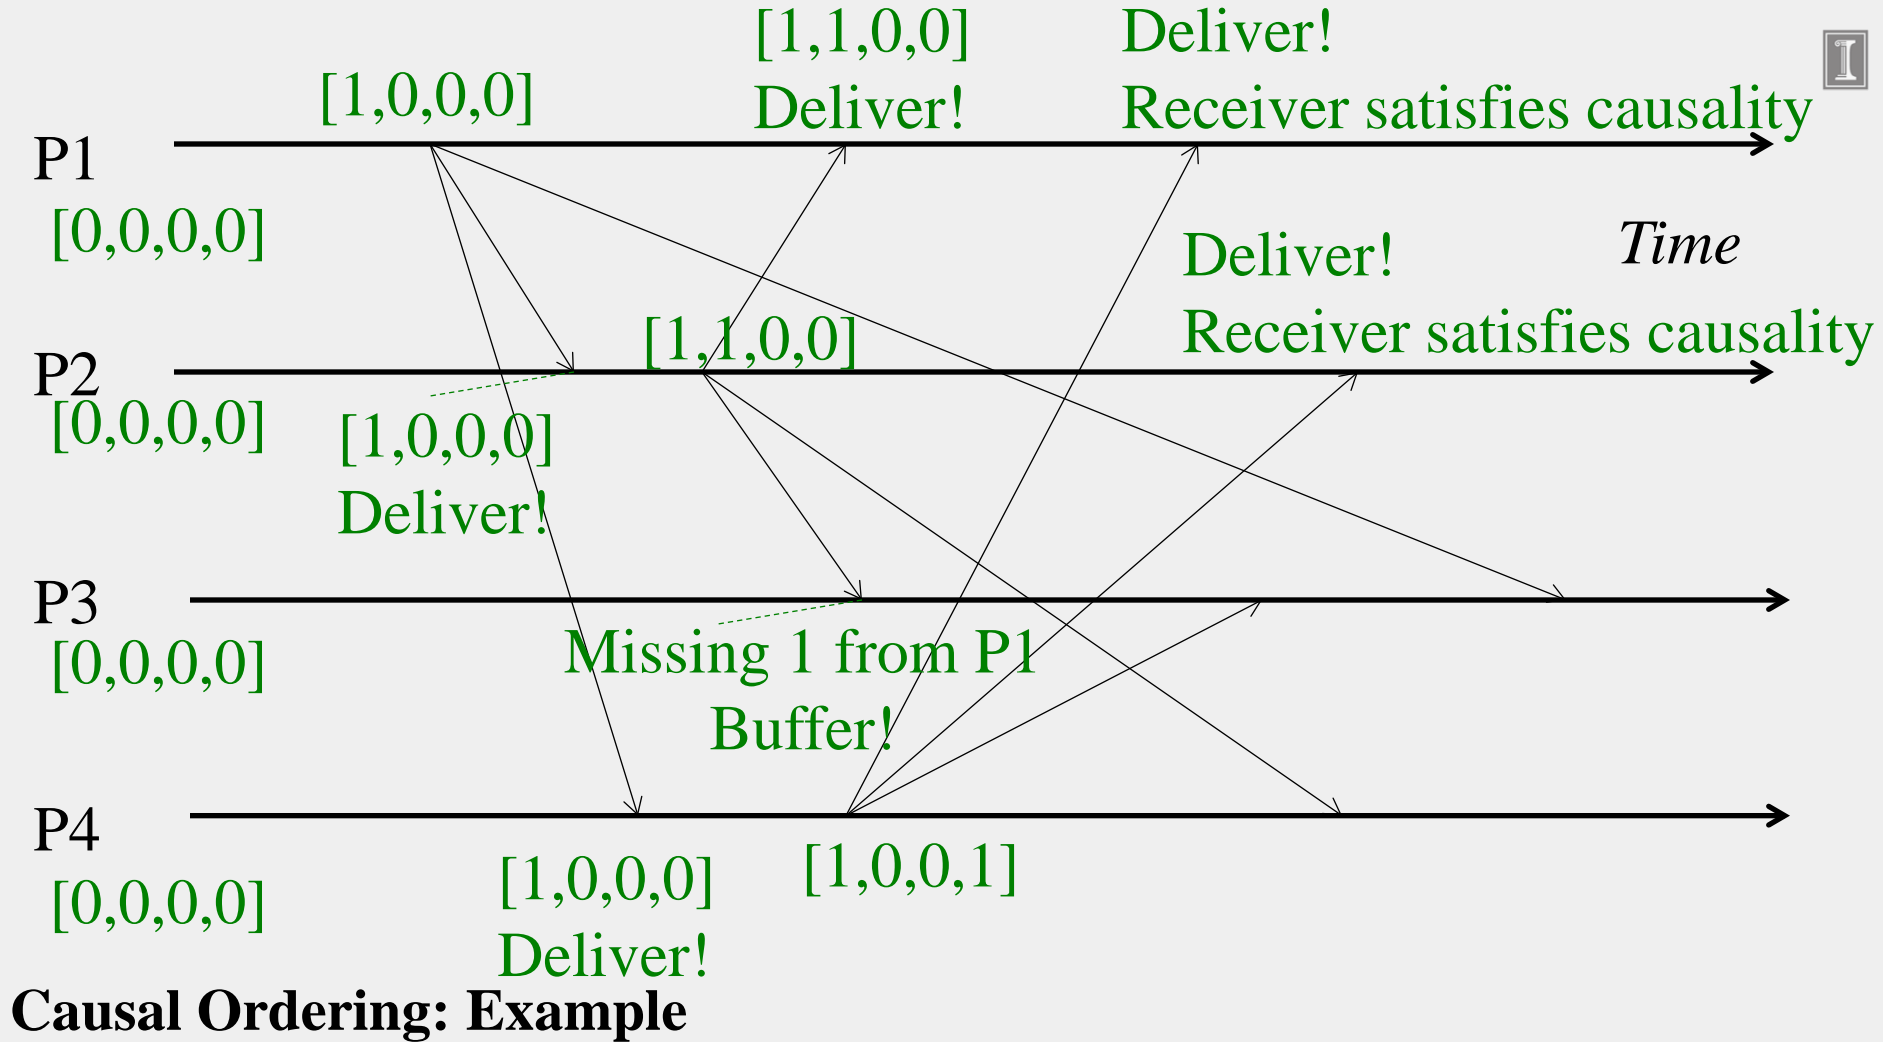 [1,1,0,0]
Deliver!
Deliver!
Receiver satisfies causality
[1,0,0,0]
P1
[0,0,0,0]
Time
Deliver!
Receiver satisfies causality
[1,1,0,0]
P2
[0,0,0,0]
[1,0,0,0]
Deliver!
P3
[0,0,0,0]
Missing 1 from P1
Buffer!
P4
[0,0,0,0]
[1,0,0,0]
Deliver!
[1,0,0,1]
Causal Ordering: Example